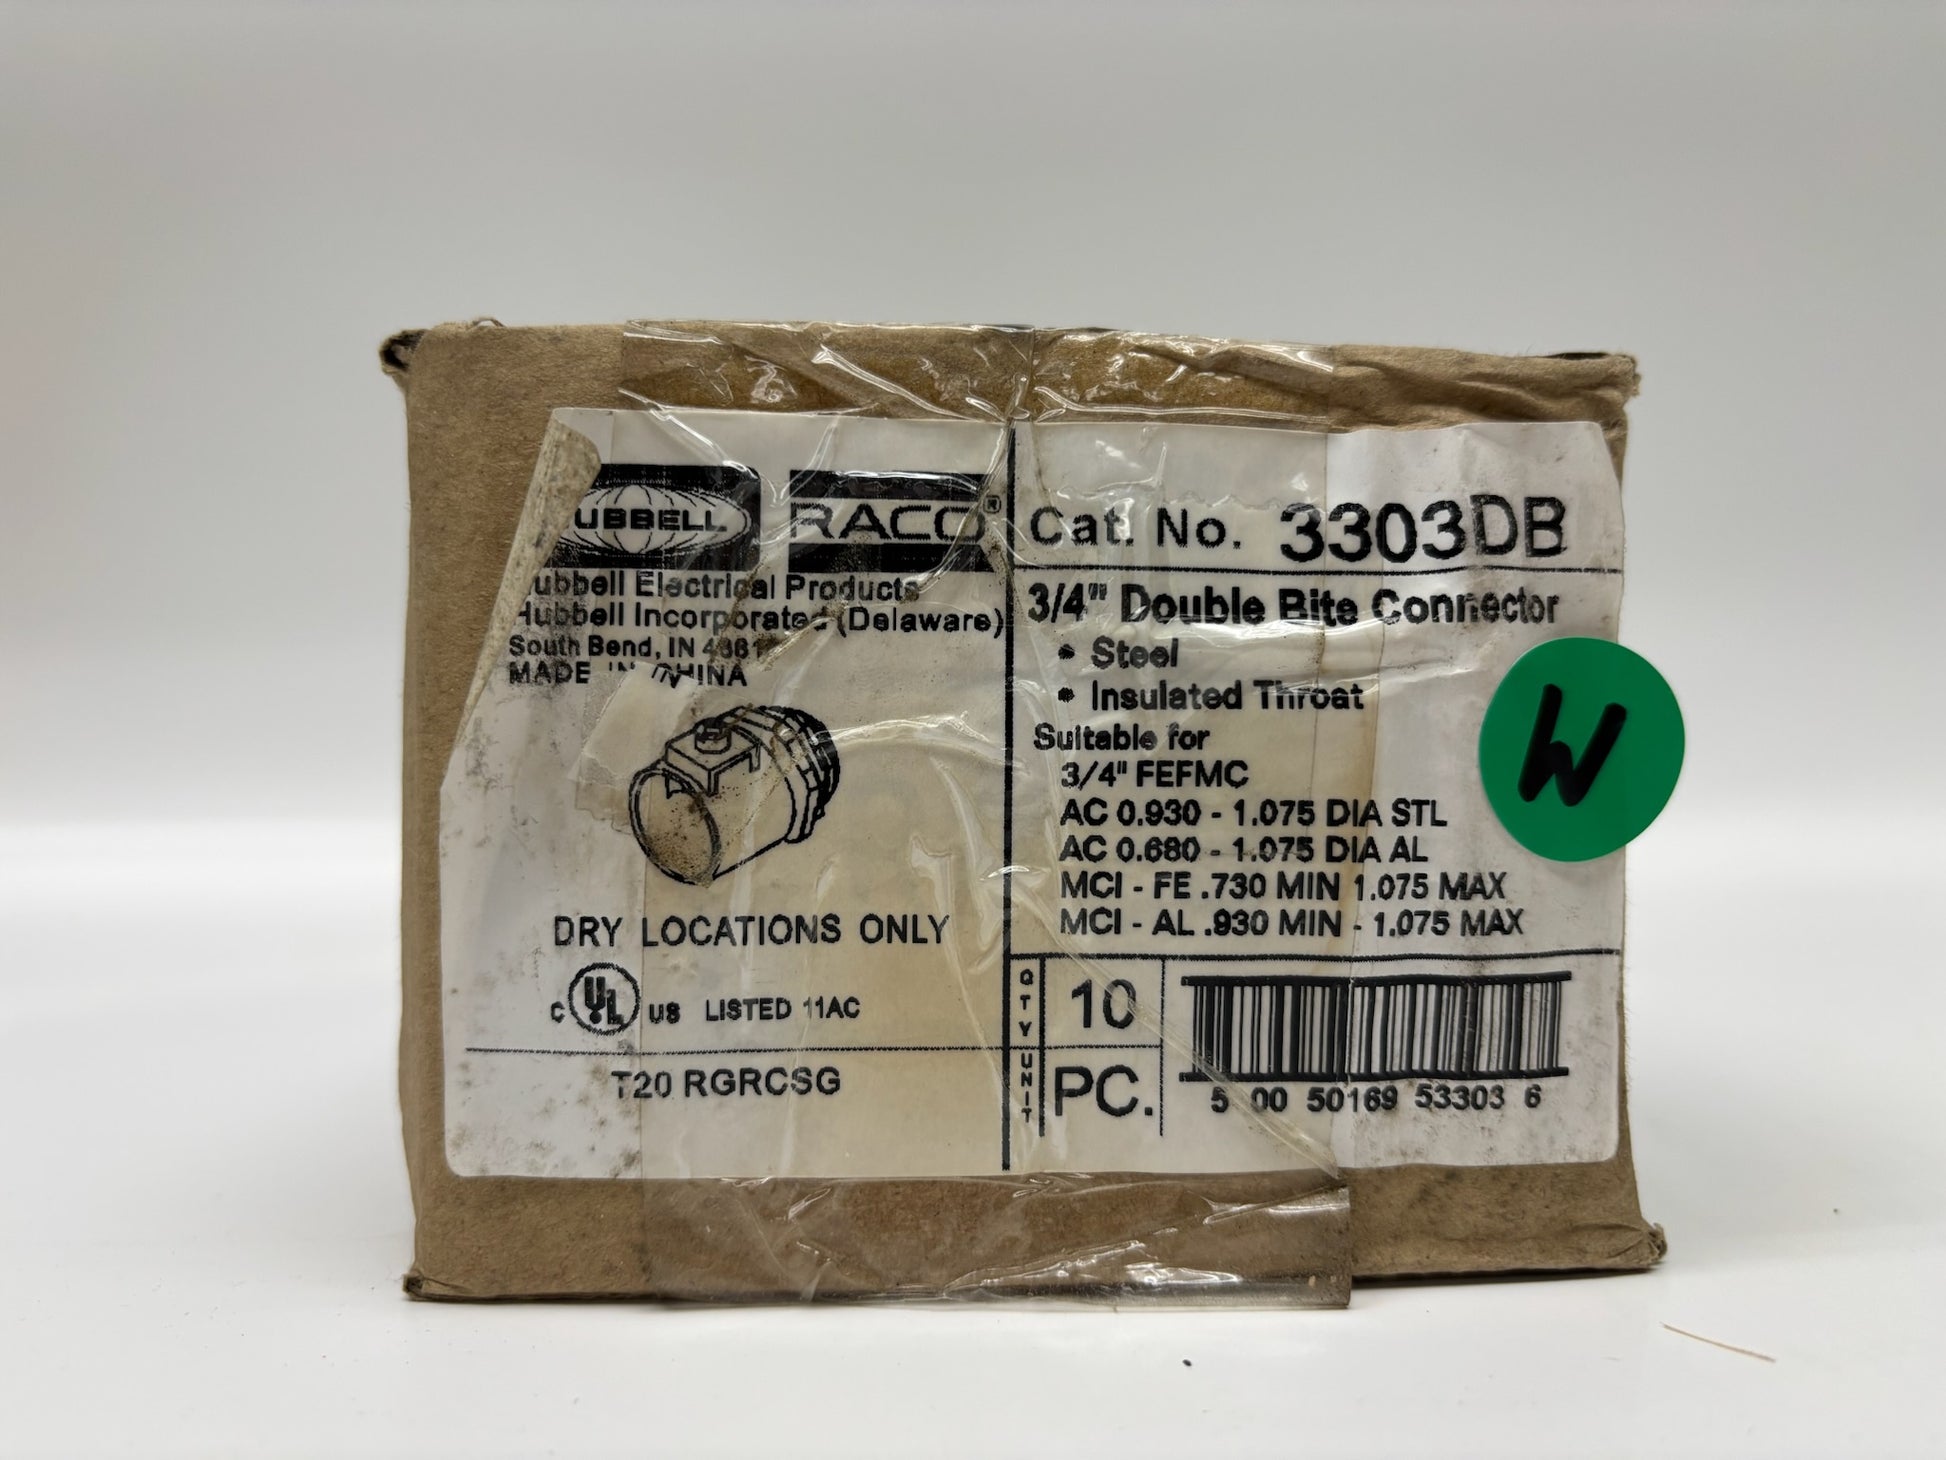 UBBELL
RACO®
ubbell Electrical Products
Hubbell Incorporated (Delaware)
South Bend, IN
MADE IN CHINA
DRY LOCATIONS ONLY
C UL US LISTED 11AC
T20 RGRCSG
Cat. No. 3303DB
3/4" Double Bite Connector
• Steel
• Insulated Throat
Suitable for
3/4" FEFMC
AC 0.930 - 1.075 DIA STL
AC 0.680 - 1.075 DIA AL
MCI - FE .730 MIN 1.075 MAX
MCI - AL .930 MIN - 1.075 MAX
W
QTY 10
UNIT PC.
5 00 50169 53303 6